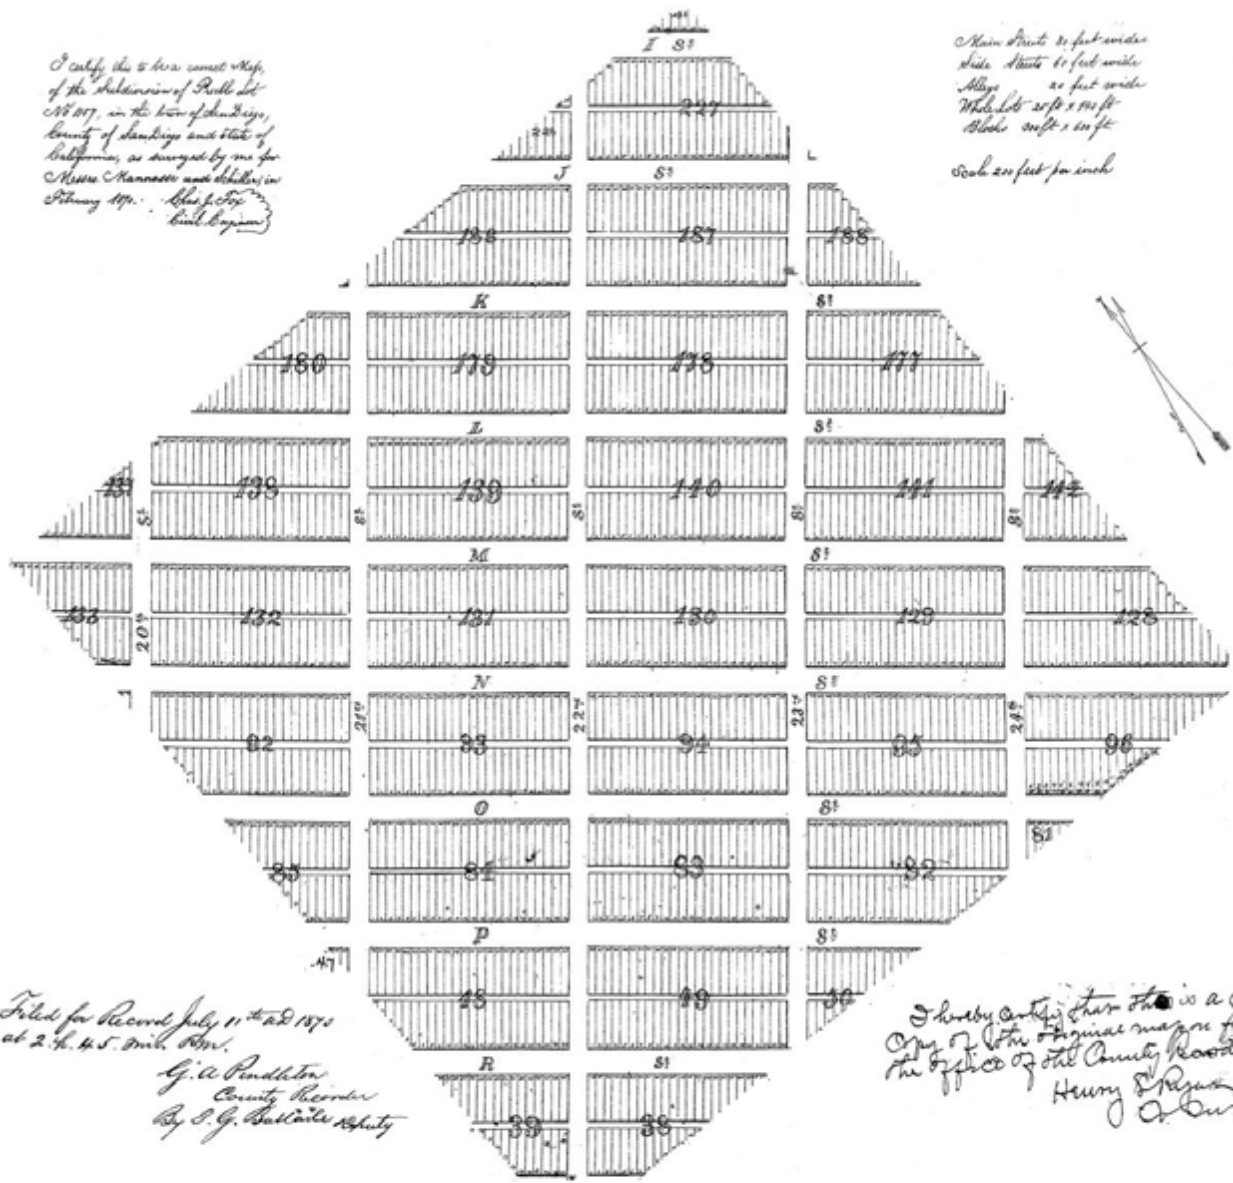 I certify this to be a correct Map,
of the Subdivision of Pueblo Lot
No 1157, in the town of San Diego,
County of San Diego and State of
California, as surveyed by me for
Messrs Mannasse and Schiller, in
February 1870. Chas. J. Fox
Civil Engineer
Main Streets 80 feet wide
Side Streets 60 feet wide
Alleys 20 feet wide
Whole Lots 25 ft x 140 ft
Blocks 300 ft x 600 ft
Scale 200 feet per inch
I St
227
J St
187 188
K St
180 179 178 177
L St
137 138 139 140 141 142
St St St St St
M St
133 132 131 130 129 128
20th
N St
21st 22d 23d 24th
92 93 94 95 96
O St
85 84 83 82 81
P St
47 48 49 50
R St
39 38
Filed for Record July 11th AD 1870
at 2.h. 45. min P.M.
G. A. Pendleton
County Recorder
By Deputy
I hereby certify that this is a
Copy of the original map on
the office of the County
Henry